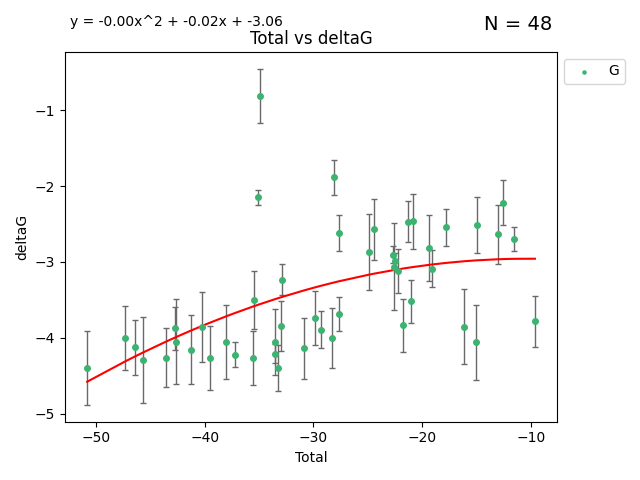 y = -0.00x^2 + -0.02x + -3.06
N = 48
Total vs deltaG
G
−1
−2
−3
−4
−5
deltaG
−50
−40
−30
−20
−10
Total